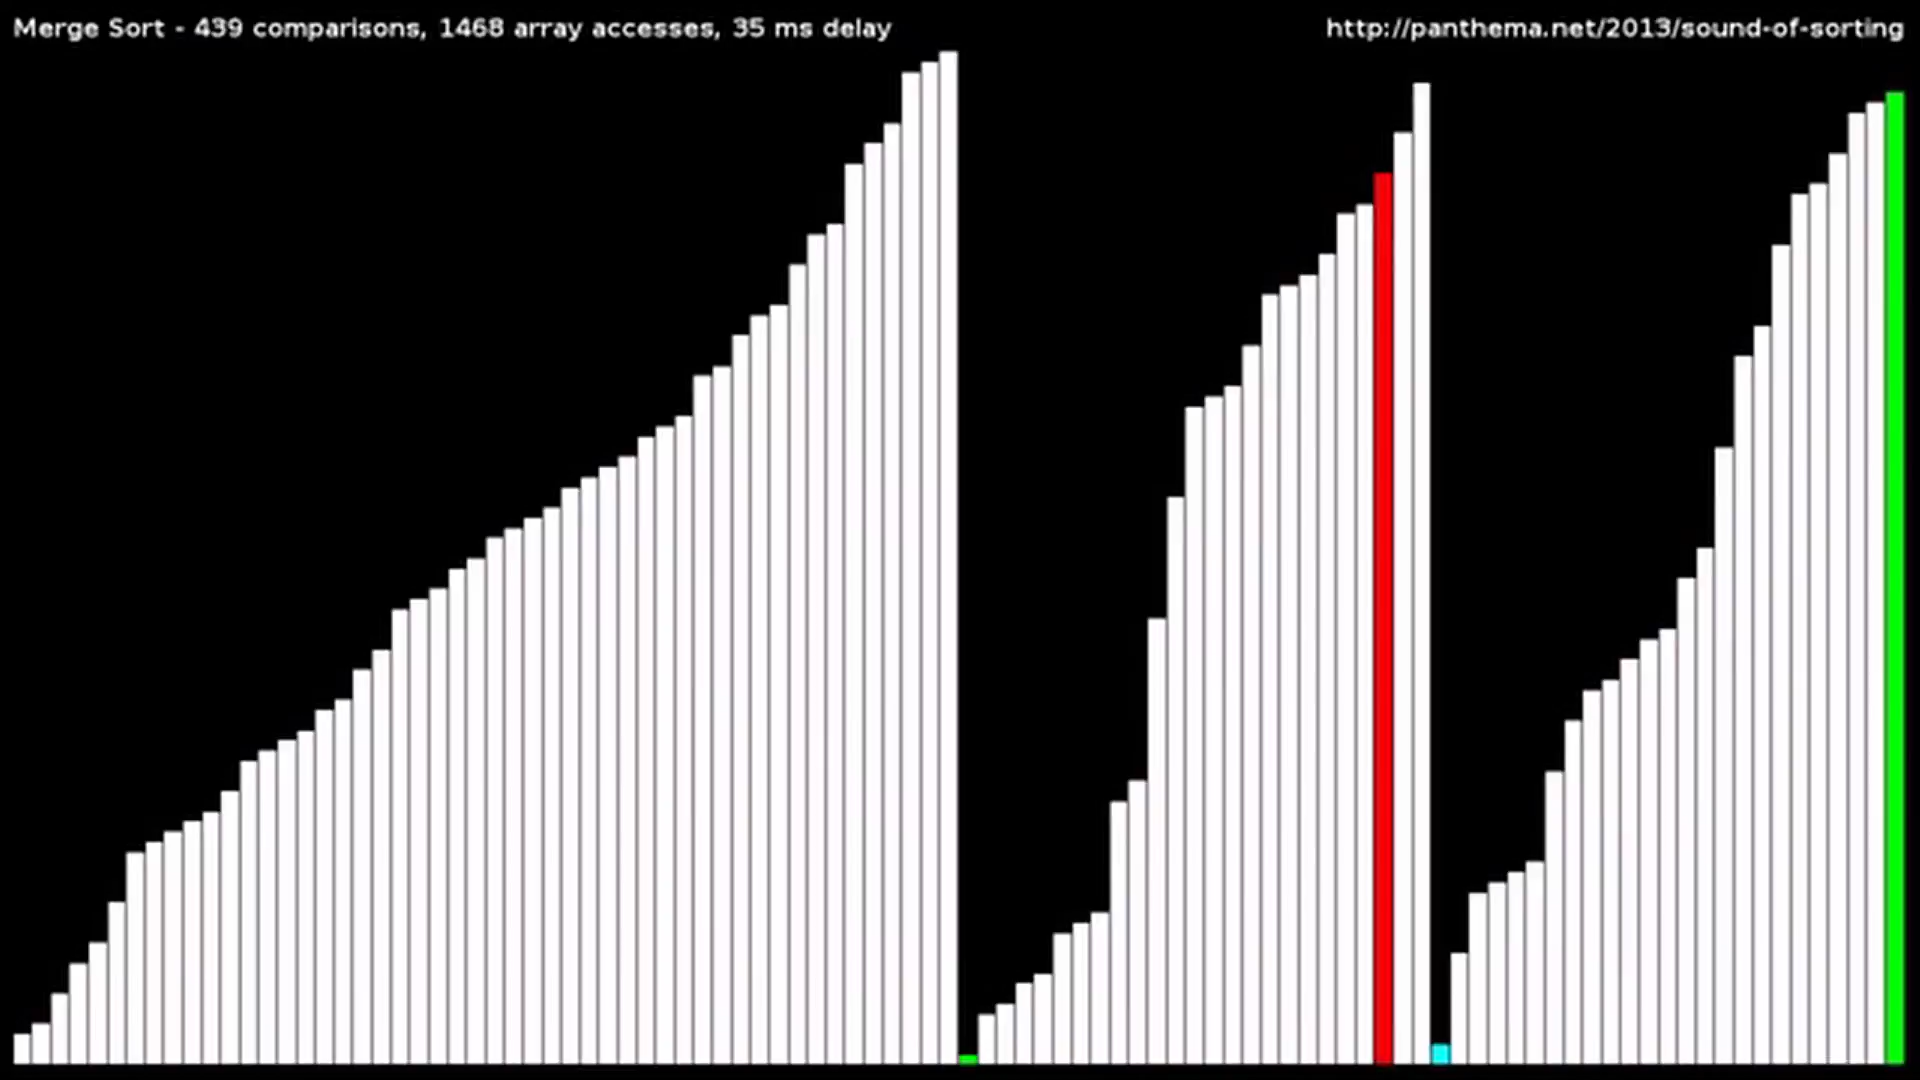 Merge Sort - 439 comparisons, 1468 array accesses, 35 ms delay
http://panthema.net/2013/sound-of-sorting